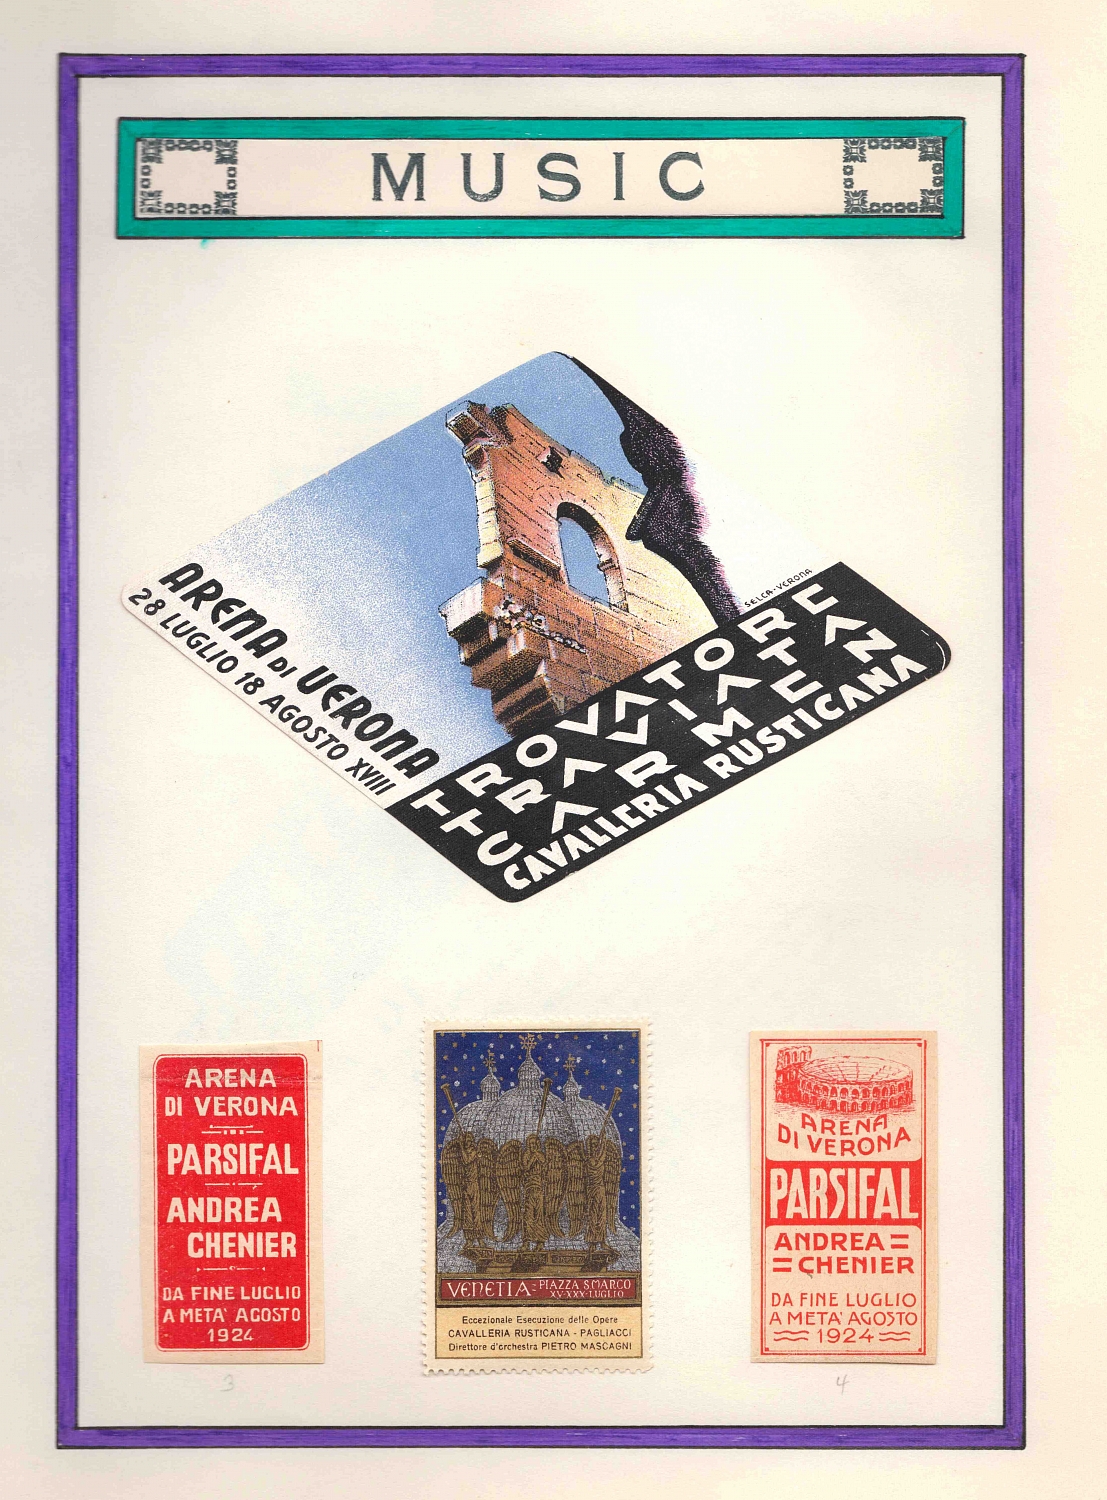 MUSIC
ARENA DI VERONA
28 LUGLIO 18 AGOSTO XVIII
SELCA-VERONA
TROVATORE
TRAVIATA
CARMEN
CAVALLERIA RUSTICANA
ARENA
DI VERONA
PARSIFAL
ANDREA
CHENIER
DA FINE LUGLIO
A META' AGOSTO
1924
3
VENETIA = PIAZZA S.MARCO
XV-XXX-LUGLIO
Eccezionale Esecuzione delle Opere
CAVALLERIA RUSTICANA - PAGLIACCI
Direttore d'orchestra PIETRO MASCAGNI
ARENA
DI VERONA
PARSIFAL
ANDREA =
= CHENIER
DA FINE LUGLIO
A META' AGOSTO
1924
4